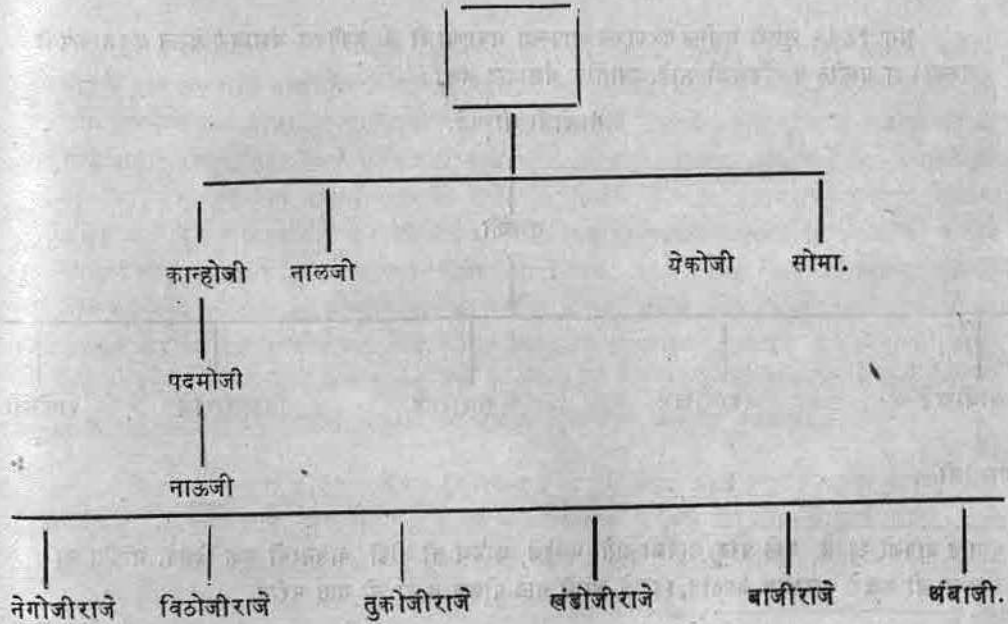 कान्होजी नालजी येकोजी सोमा.
पदमोजी
नाऊजी
नेगोजीराजे विठोजीराजे तुकोजीराजे खंडोजीराजे बाजीराजे थंबाजी.